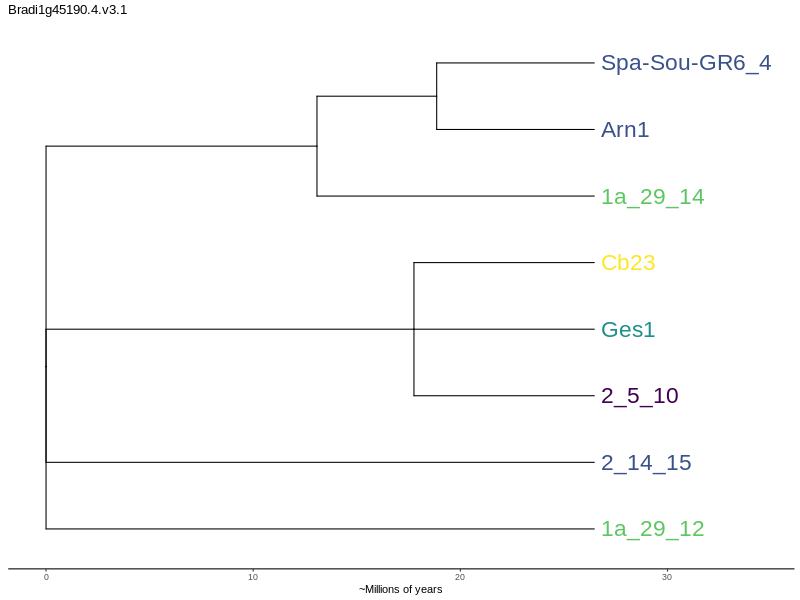 Bradi1g45190.4.v3.1
Spa-Sou-GR6_4
Arn1
1a_29_14
Cb23
Ges1
2_5_10
2_14_15
1a_29_12
0 10 20 30
~Millions of years